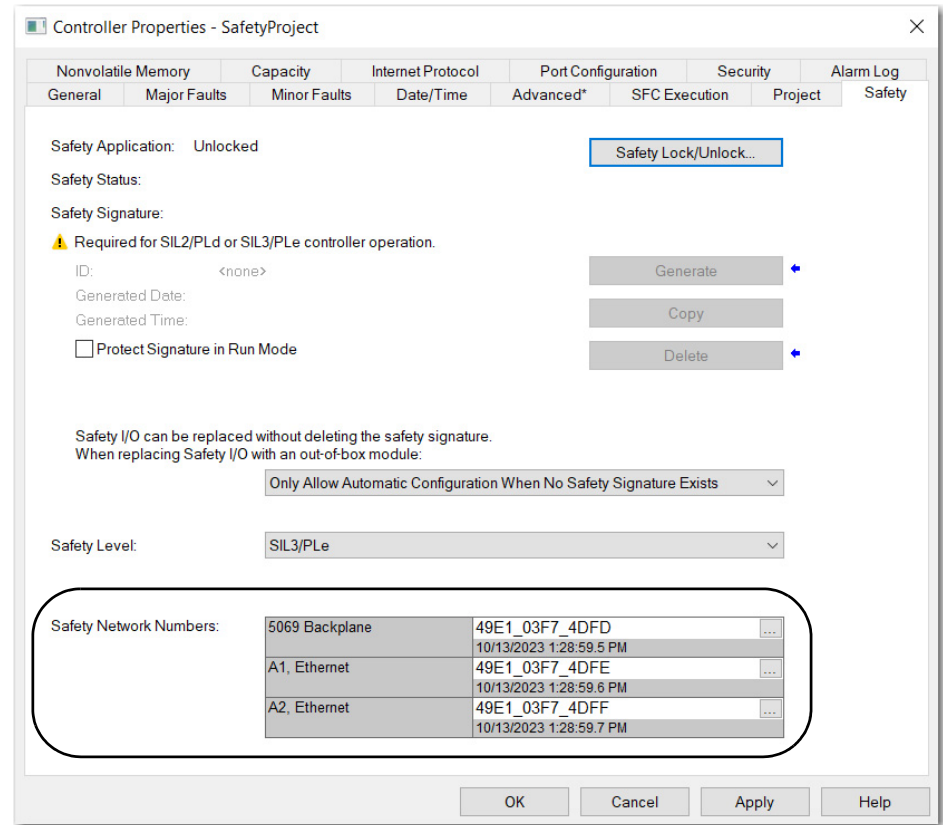 Controller Properties - SafetyProject
Nonvolatile Memory Capacity Internet Protocol Port Configuration Security Alarm Log
General Major Faults Minor Faults Date/Time Advanced* SFC Execution Project Safety
Safety Application: Unlocked Safety Lock/Unlock...
Safety Status:
Safety Signature:
Required for SIL2/PLd or SIL3/PLe controller operation.
ID: <none> Generate
Generated Date:
Generated Time: Copy
Protect Signature in Run Mode Delete
Safety I/O can be replaced without deleting the safety signature.
When replacing Safety I/O with an out-of-box module:
Only Allow Automatic Configuration When No Safety Signature Exists
Safety Level: SIL3/PLe
Safety Network Numbers: 5069 Backplane 49E1_03F7_4DFD ...
10/13/2023 1:28:59.5 PM
A1, Ethernet 49E1_03F7_4DFE ...
10/13/2023 1:28:59.6 PM
A2, Ethernet 49E1_03F7_4DFF ...
10/13/2023 1:28:59.7 PM
OK Cancel Apply Help